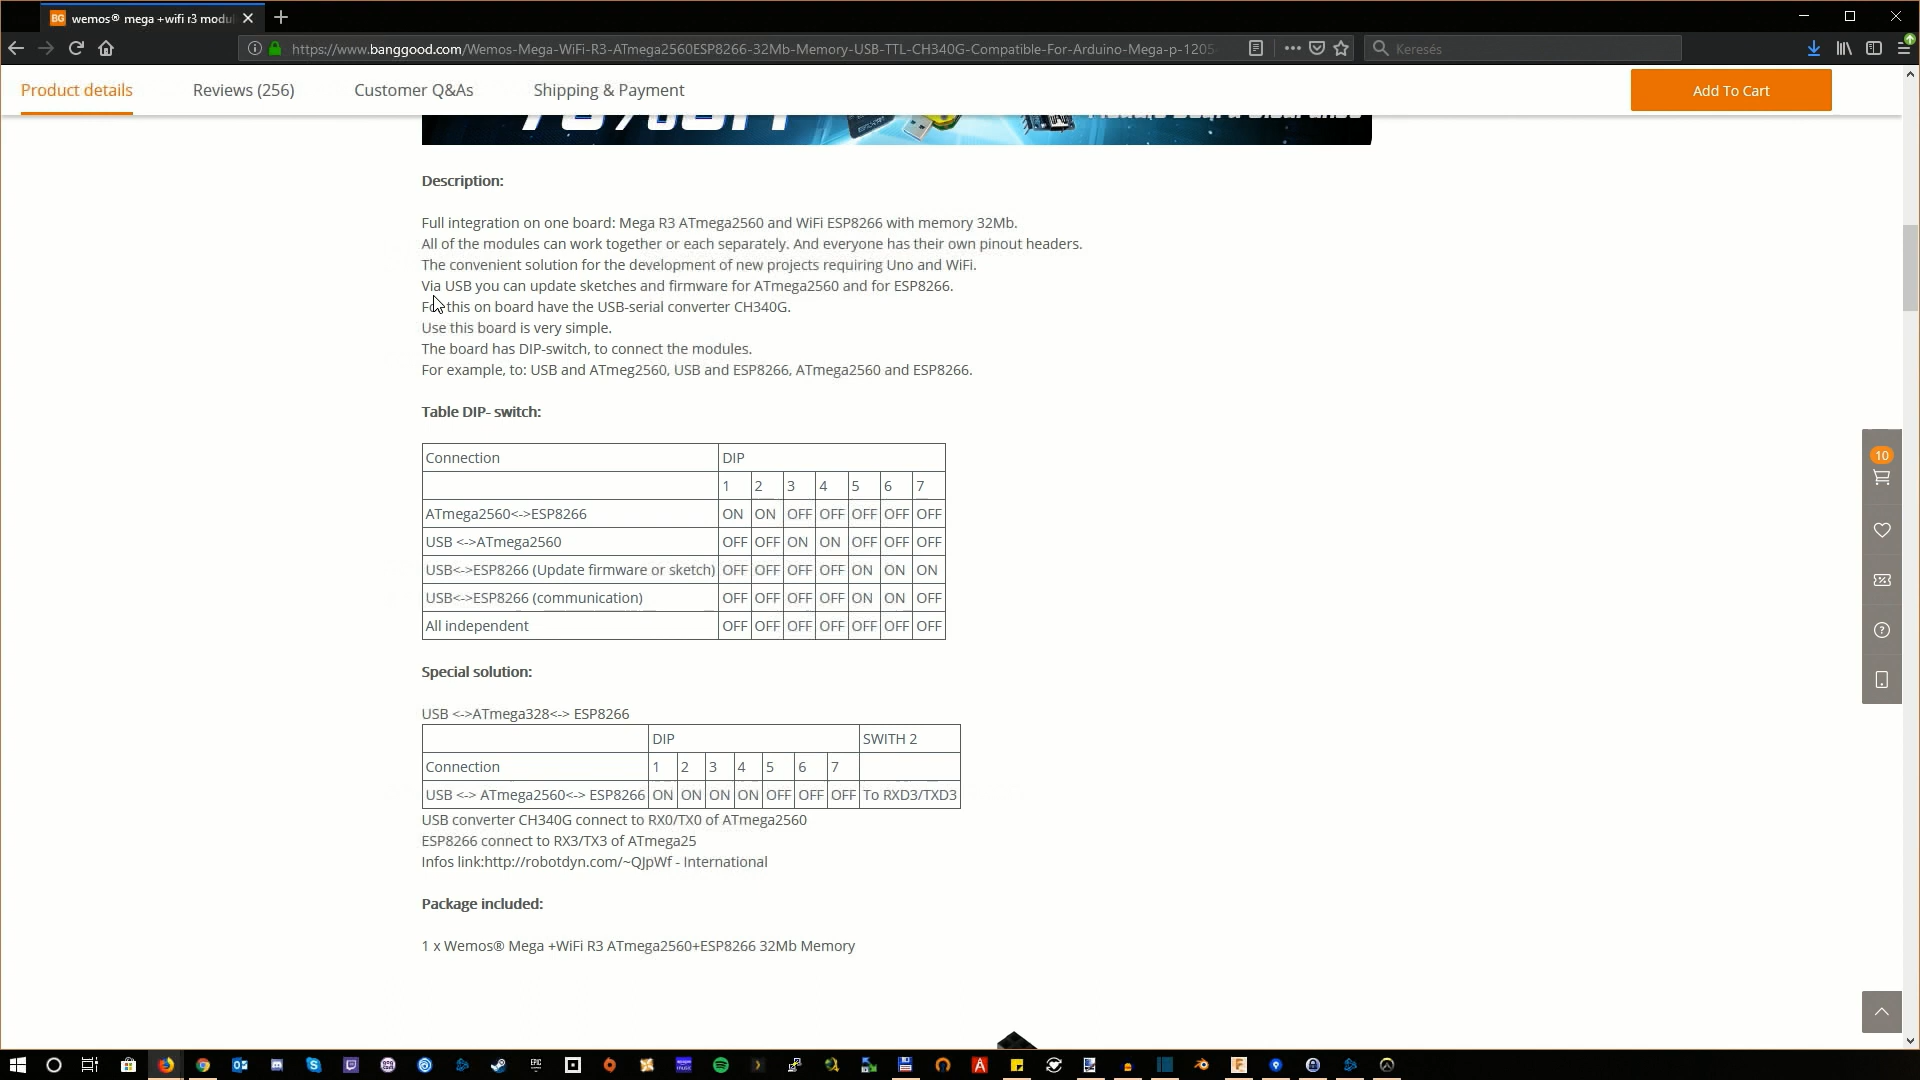 wemos® mega +wifi r3 modul
https://www.banggood.com/Wemos-Mega-WiFi-R3-ATmega2560ESP8266-32Mb-Memory-USB-TTL-CH340G-Compatible-For-Arduino-Mega-p-1205
Keresés
Product details
Reviews (256)
Customer Q&As
Shipping & Payment
Add To Cart
Description:
Full integration on one board: Mega R3 ATmega2560 and WiFi ESP8266 with memory 32Mb.
All of the modules can work together or each separately. And everyone has their own pinout headers.
The convenient solution for the development of new projects requiring Uno and WiFi.
Via USB you can update sketches and firmware for ATmega2560 and for ESP8266.
For this on board have the USB-serial converter CH340G.
Use this board is very simple.
The board has DIP-switch, to connect the modules.
For example, to: USB and ATmeg2560, USB and ESP8266, ATmega2560 and ESP8266.
Table DIP- switch:
Connection DIP
1 2 3 4 5 6 7
ATmega2560<->ESP8266 ON ON OFF OFF OFF OFF OFF
USB <->ATmega2560 OFF OFF ON ON OFF OFF OFF
USB<->ESP8266 (Update firmware or sketch) OFF OFF OFF OFF ON ON ON
USB<->ESP8266 (communication) OFF OFF OFF OFF ON ON OFF
All independent OFF OFF OFF OFF OFF OFF OFF
10
Special solution:
USB <->ATmega328<-> ESP8266
DIP SWITH 2
Connection 1 2 3 4 5 6 7
USB <-> ATmega2560<-> ESP8266 ON ON ON ON OFF OFF OFF To RXD3/TXD3
USB converter CH340G connect to RX0/TX0 of ATmega2560
ESP8266 connect to RX3/TX3 of ATmega25
Infos link:http://robotdyn.com/~QJpWf - International
Package included:
1 x Wemos® Mega +WiFi R3 ATmega2560+ESP8266 32Mb Memory